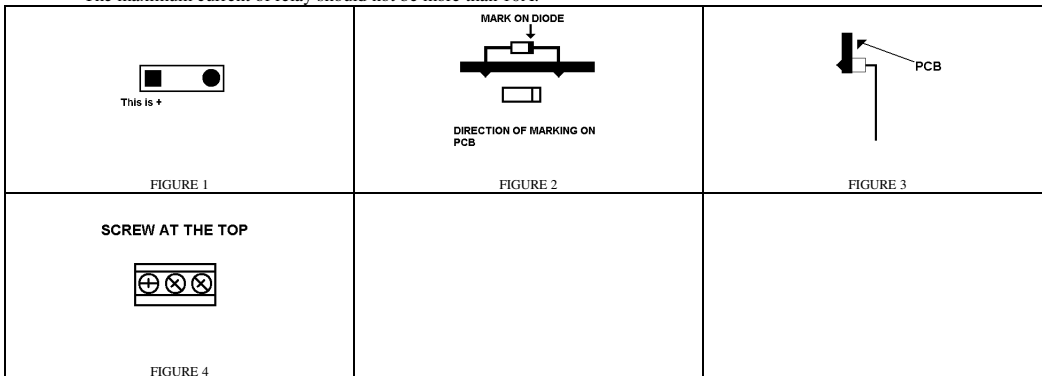 MARK ON DIODE
This is +
DIRECTION OF MARKING ON
PCB
PCB
FIGURE 1
FIGURE 2
FIGURE 3
SCREW AT THE TOP
FIGURE 4